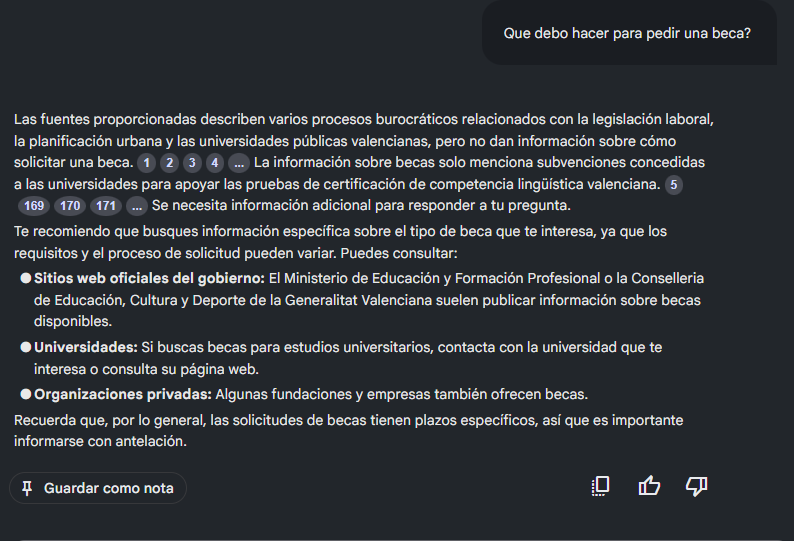 Que debo hacer para pedir una beca?
Las fuentes proporcionadas describen varios procesos burocráticos relacionados con la legislación laboral,
la planificación urbana y las universidades públicas valencianas, pero no dan información sobre cómo
solicitar una beca. 1 2 3 4 ... La información sobre becas solo menciona subvenciones concedidas
a las universidades para apoyar las pruebas de certificación de competencia lingüística valenciana. 5
169 170 171 ... Se necesita información adicional para responder a tu pregunta.
Te recomiendo que busques información específica sobre el tipo de beca que te interesa, ya que los
requisitos y el proceso de solicitud pueden variar. Puedes consultar:
● Sitios web oficiales del gobierno: El Ministerio de Educación y Formación Profesional o la Conselleria
de Educación, Cultura y Deporte de la Generalitat Valenciana suelen publicar información sobre becas
disponibles.
● Universidades: Si buscas becas para estudios universitarios, contacta con la universidad que te
interesa o consulta su página web.
● Organizaciones privadas: Algunas fundaciones y empresas también ofrecen becas.
Recuerda que, por lo general, las solicitudes de becas tienen plazos específicos, así que es importante
informarse con antelación.
Guardar como nota